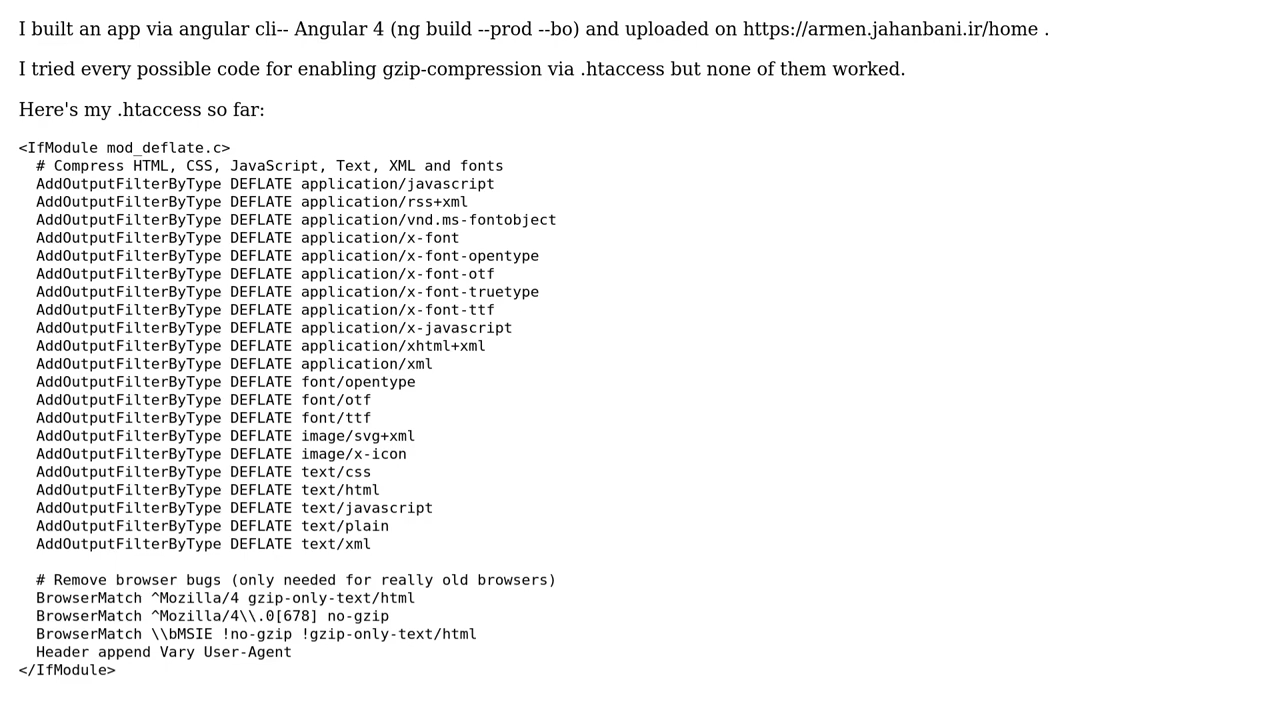 I built an app via angular cli-- Angular 4 (ng build --prod --bo) and uploaded on https://armen.jahanbani.ir/home .
I tried every possible code for enabling gzip-compression via .htaccess but none of them worked.
Here's my .htaccess so far:
<IfModule mod_deflate.c>
  # Compress HTML, CSS, JavaScript, Text, XML and fonts
  AddOutputFilterByType DEFLATE application/javascript
  AddOutputFilterByType DEFLATE application/rss+xml
  AddOutputFilterByType DEFLATE application/vnd.ms-fontobject
  AddOutputFilterByType DEFLATE application/x-font
  AddOutputFilterByType DEFLATE application/x-font-opentype
  AddOutputFilterByType DEFLATE application/x-font-otf
  AddOutputFilterByType DEFLATE application/x-font-truetype
  AddOutputFilterByType DEFLATE application/x-font-ttf
  AddOutputFilterByType DEFLATE application/x-javascript
  AddOutputFilterByType DEFLATE application/xhtml+xml
  AddOutputFilterByType DEFLATE application/xml
  AddOutputFilterByType DEFLATE font/opentype
  AddOutputFilterByType DEFLATE font/otf
  AddOutputFilterByType DEFLATE font/ttf
  AddOutputFilterByType DEFLATE image/svg+xml
  AddOutputFilterByType DEFLATE image/x-icon
  AddOutputFilterByType DEFLATE text/css
  AddOutputFilterByType DEFLATE text/html
  AddOutputFilterByType DEFLATE text/javascript
  AddOutputFilterByType DEFLATE text/plain
  AddOutputFilterByType DEFLATE text/xml
  # Remove browser bugs (only needed for really old browsers)
  BrowserMatch ^Mozilla/4 gzip-only-text/html
  BrowserMatch ^Mozilla/4\\.0[678] no-gzip
  BrowserMatch \\bMSIE !no-gzip !gzip-only-text/html
  Header append Vary User-Agent
</IfModule>